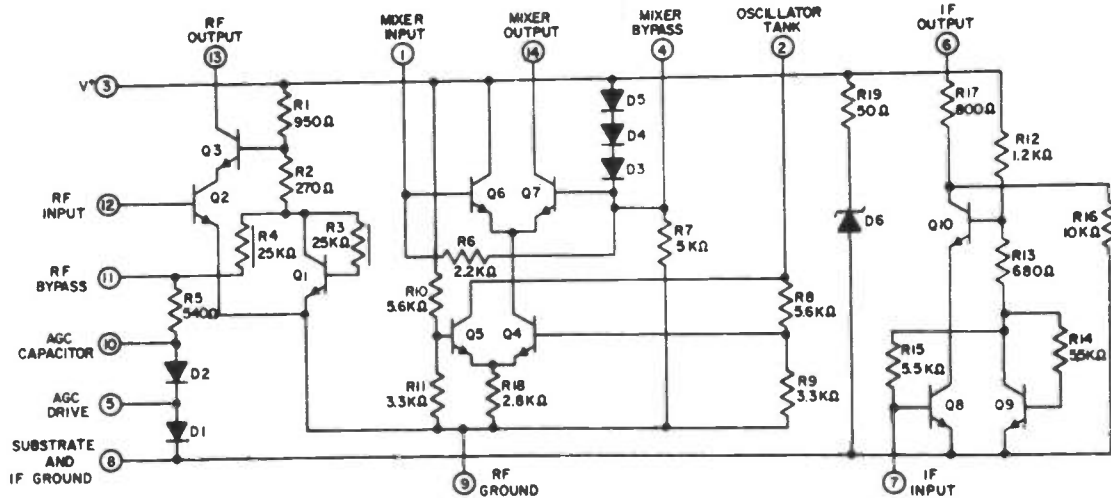 RF
OUTPUT
13
MIXER
INPUT
1
MIXER
OUTPUT
14
MIXER
BYPASS
4
OSCILLATOR
TANK
2
IF
OUTPUT
6
V+ 3
R1
950Ω
Q3
R2
270Ω
Q2
RF
INPUT
12
R4
25KΩ
R3
25KΩ
Q1
RF
BYPASS
11
R5
540Ω
AGC
CAPACITOR
10
D2
AGC
DRIVE
5
D1
SUBSTRATE
AND
IF GROUND
8
D5
D4
D3
Q6
Q7
R6
2.2KΩ
R7
5KΩ
R10
5.6KΩ
Q5
Q4
R8
5.6KΩ
R11
3.3KΩ
R18
2.8KΩ
R9
3.3KΩ
9
RF
GROUND
R19
50Ω
D6
R17
800Ω
R12
1.2KΩ
Q10
R16
10KΩ
R13
680Ω
R15
5.5KΩ
R14
55KΩ
Q8
Q9
7
IF
INPUT